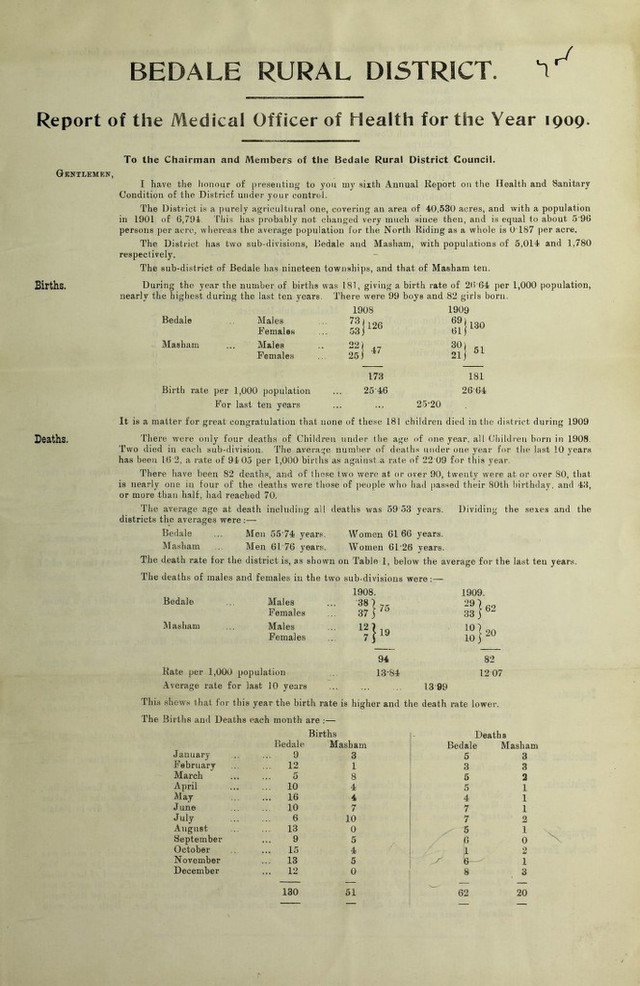 BEDALE RURAL DISTRICT.
Report of the Medical Officer of Health for the Year 1909.
To the Chairman and Members of the Bedale Rural District Council.
GENTLEMEN,
I have the honour of presenting to you my sixth Annual Report on the Health and Sanitary
Condition of the District under your control.
The District is a purely agricultural one, covering an area of 40,530 acres, and with a population
in 1901 of 6,794 This has probably not changed very much since then, and is equal to about 5·96
persons per acre, whereas the average population for the North Riding as a whole is 0·187 per acre.
The District has two sub-divisions, Bedale and Masham, with populations of 5,014 and 1,780
respectively.
The sub-district of Bedale has nineteen townships, and that of Masham ten.
Births. During the year the number of births was 181, giving a birth rate of 26·64 per 1,000 population,
nearly the highest during the last ten years There were 99 boys and 82 girls born.
1908 1909
Bedale Males ... 73 } 126 69 } 130
Females ... 53 } 61 }
Masham ... Males .. 22 } 47 30 } 51
Females ... 25 } 21 }
173 181
Birth rate per 1,000 population ... 25·46 26·64
For last ten years ... ... 25·20
It is a matter for great congratulation that none of these 181 children died in the district during 1909
Deaths. There were only four deaths of Children under the age of one year, all Children born in 1908.
Two died in each sub-division. The average number of deaths under one year for the last 10 years
has been 16·2, a rate of 94·05 per 1,000 births as against a rate of 22·09 for this year.
There have been 82 deaths, and of these two were at or over 90, twenty were at or over 80, that
is nearly one in four of the deaths were those of people who had passed their 80th birthday, and 43,
or more than half, had reached 70.
The average age at death including all deaths was 59·53 years. Dividing the sexes and the
districts the averages were :—
Bedale ... Men 55·74 years. Women 61·66 years.
Masham ... Men 61·76 years. Women 61·26 years.
The death rate for the district is, as shown on Table 1, below the average for the last ten years.
The deaths of males and females in the two sub-divisions were :—
1908. 1909.
Bedale .. Males ... 38 } 75 29 } 62
Females ... 37 } 33 }
Masham ... Males ... 12 } 19 10 } 20
Females ... 7 } 10 }
94 82
Rate per 1,000 population ... 13·84 12·07
Average rate for last 10 years ... ... ... 13·99
This shews that for this year the birth rate is higher and the death rate lower.
The Births and Deaths each month are :—
Births Deaths
Bedale Masham Bedale Masham
January .. ... 9 3 5 3
February ... ... 12 1 3 3
March ... ... 5 8 5 2
April ... ... 10 4 5 1
May ... ... 16 4 4 1
June ... ... 10 7 7 1
July ... ... 6 10 7 2
August ... ... 13 0 5 1
September ... 9 5 6 0
October ... ... 15 4 1 2
November ... 13 5 6 1
December ... 12 0 8 3
130 51 62 20